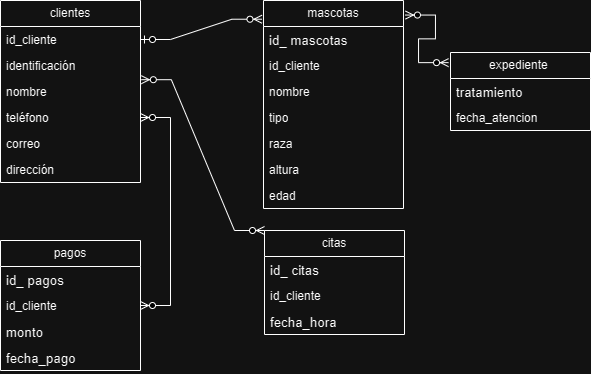 clientes
id_cliente
identificación
nombre
teléfono
correo
dirección
mascotas
id_ mascotas
id_cliente
nombre
tipo
raza
altura
edad
expediente
tratamiento
fecha_atencion
pagos
id_ pagos
id_cliente
monto
fecha_pago
citas
id_ citas
id_cliente
fecha_hora